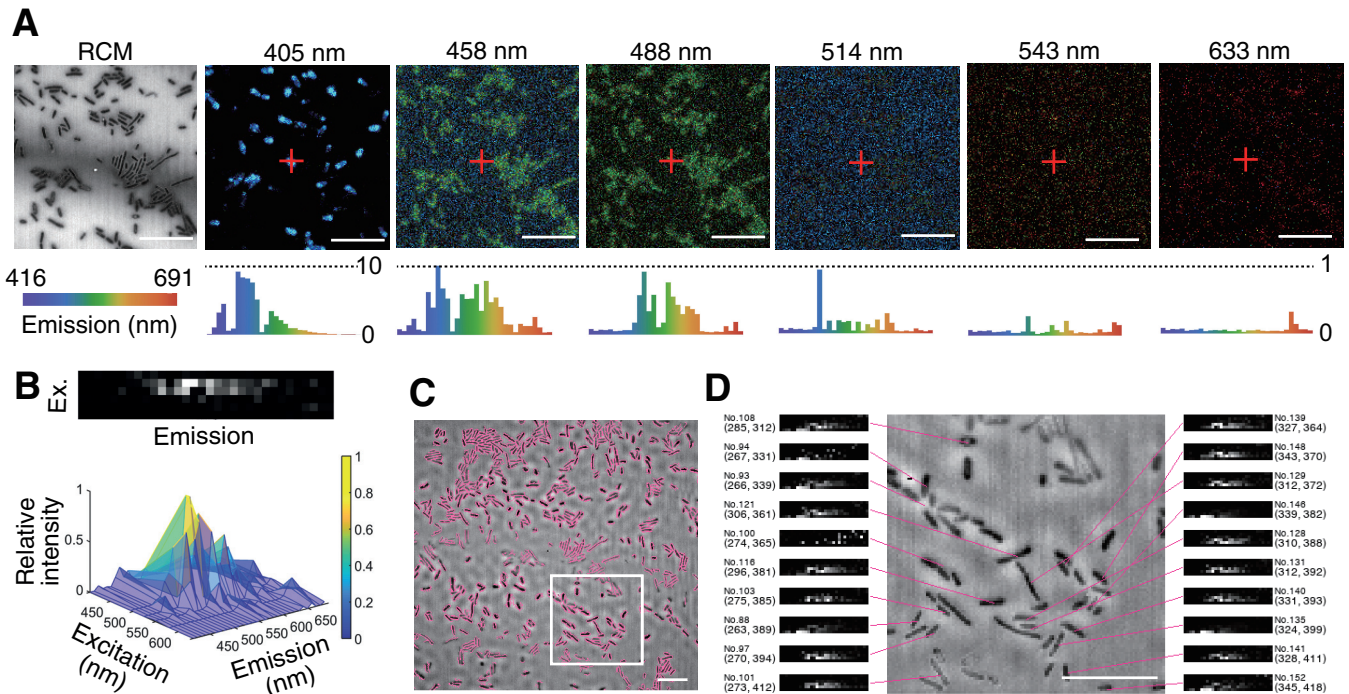 A
RCM
405 nm
458 nm
488 nm
514 nm
543 nm
633 nm
416
691
Emission (nm)
10
0
1
0
B
Ex.
Emission
1
0.5
0
Relative
intensity
450
500
550
600
Excitation
(nm)
450
500
550
600
650
Emission
(nm)
1
0.8
0.6
0.4
0.2
0
C
D
No.108
(285, 312)
No.94
(267, 331)
No.93
(266, 339)
No.121
(306, 361)
No.100
(274, 365)
No.116
(296, 381)
No.103
(275, 385)
No.88
(263, 389)
No.97
(270, 394)
No.101
(273, 412)
No.139
(327, 364)
No.148
(343, 370)
No.129
(312, 372)
No.146
(339, 382)
No.128
(310, 388)
No.131
(312, 392)
No.140
(331, 393)
No.135
(324, 399)
No.141
(328, 411)
No.152
(345, 418)